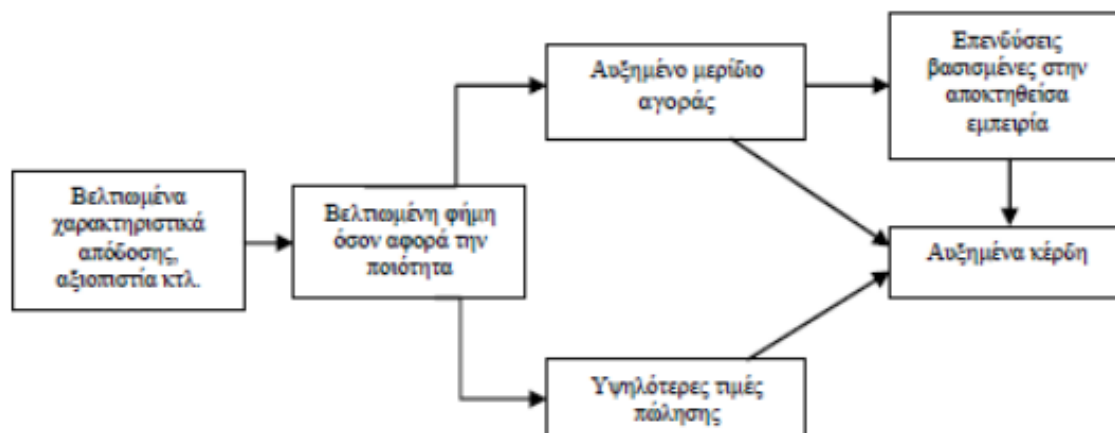 Βελτιωμένα
χαρακτηριστικά
απόδοσης,
αξιοπιστία κτλ.
Βελτιωμένη φήμη
όσον αφορά την
ποιότητα
Αυξημένο μερίδιο
αγοράς
Επενδύσεις
βασισμένες στην
αποκτηθείσα
εμπειρία
Αυξημένα κέρδη
Υψηλότερες τιμές
πώλησης